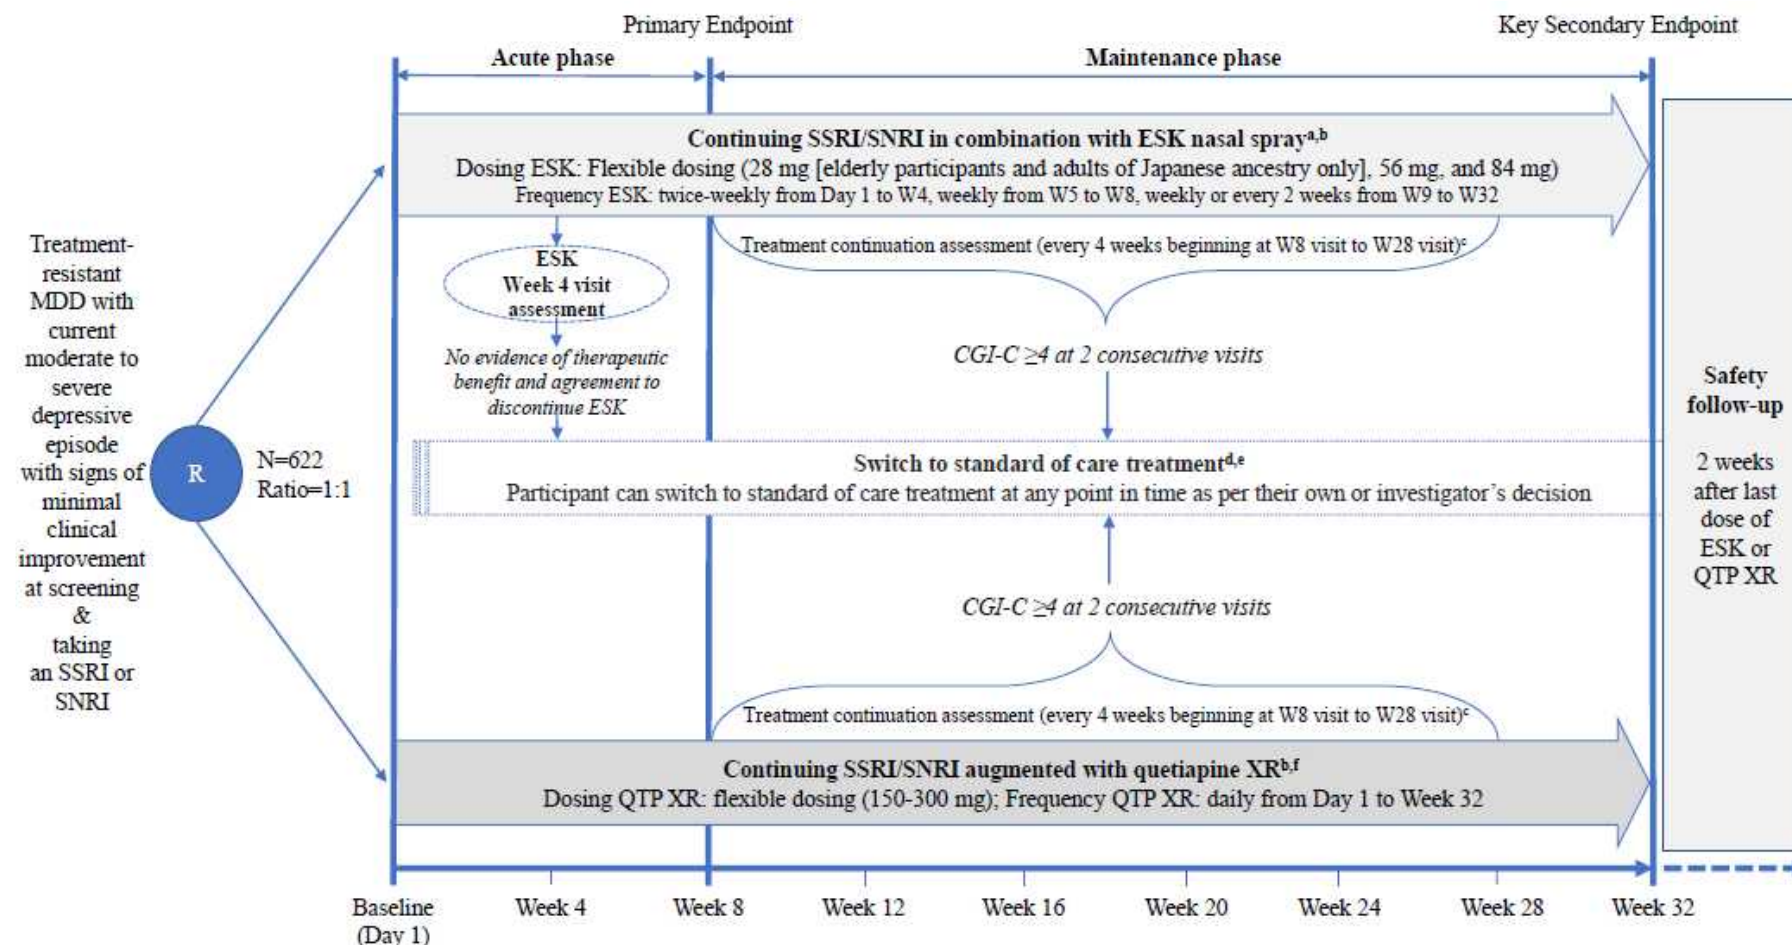 Primary Endpoint
Key Secondary Endpoint
Acute phase
Maintenance phase
Continuing SSRI/SNRI in combination with ESK nasal sprayᵃ,ᵇ
Dosing ESK: Flexible dosing (28 mg [elderly participants and adults of Japanese ancestry only], 56 mg, and 84 mg)
Frequency ESK: twice-weekly from Day 1 to W4, weekly from W5 to W8, weekly or every 2 weeks from W9 to W32
Treatment-
resistant
MDD with
current
moderate to
severe
depressive
episode
with signs of
minimal
clinical
improvement
at screening
&
taking
an SSRI or
SNRI
R
N=622
Ratio=1:1
ESK
Week 4 visit
assessment
No evidence of therapeutic
benefit and agreement to
discontinue ESK
Treatment continuation assessment (every 4 weeks beginning at W8 visit to W28 visit)ᶜ
CGI-C ≥4 at 2 consecutive visits
Switch to standard of care treatmentᵈ,ᵉ
Participant can switch to standard of care treatment at any point in time as per their own or investigator's decision
CGI-C ≥4 at 2 consecutive visits
Treatment continuation assessment (every 4 weeks beginning at W8 visit to W28 visit)ᶜ
Continuing SSRI/SNRI augmented with quetiapine XRᵇ,ᶠ
Dosing QTP XR: flexible dosing (150-300 mg); Frequency QTP XR: daily from Day 1 to Week 32
Safety
follow-up
2 weeks
after last
dose of
ESK or
QTP XR
Baseline
(Day 1)
Week 4
Week 8
Week 12
Week 16
Week 20
Week 24
Week 28
Week 32